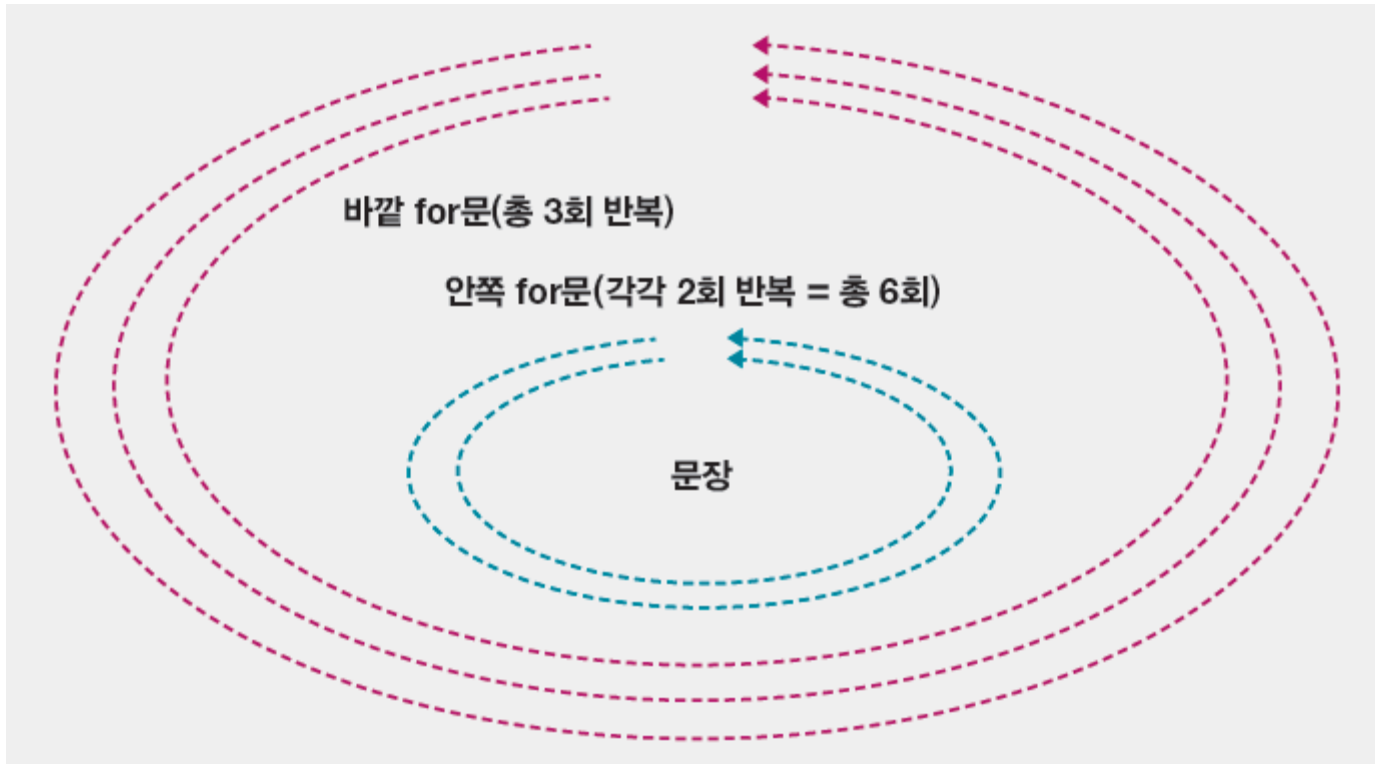 바깥 for문(총 3회 반복)
안쪽 for문(각각 2회 반복 = 총 6회)
문장